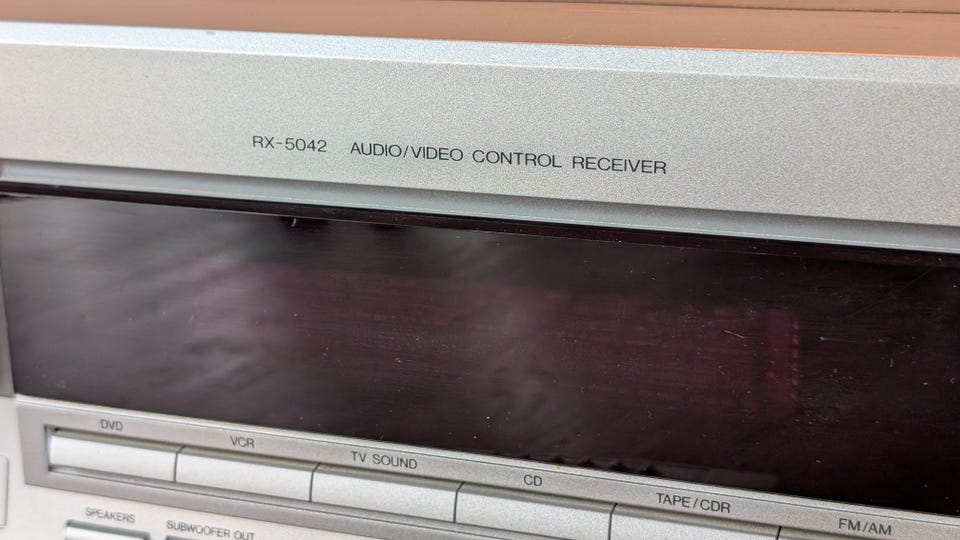 RX-5042 AUDIO/VIDEO CONTROL RECEIVER
DVD VCR TV SOUND CD TAPE/CDR FM/AM
SPEAKERS SUBWOOFER OUT